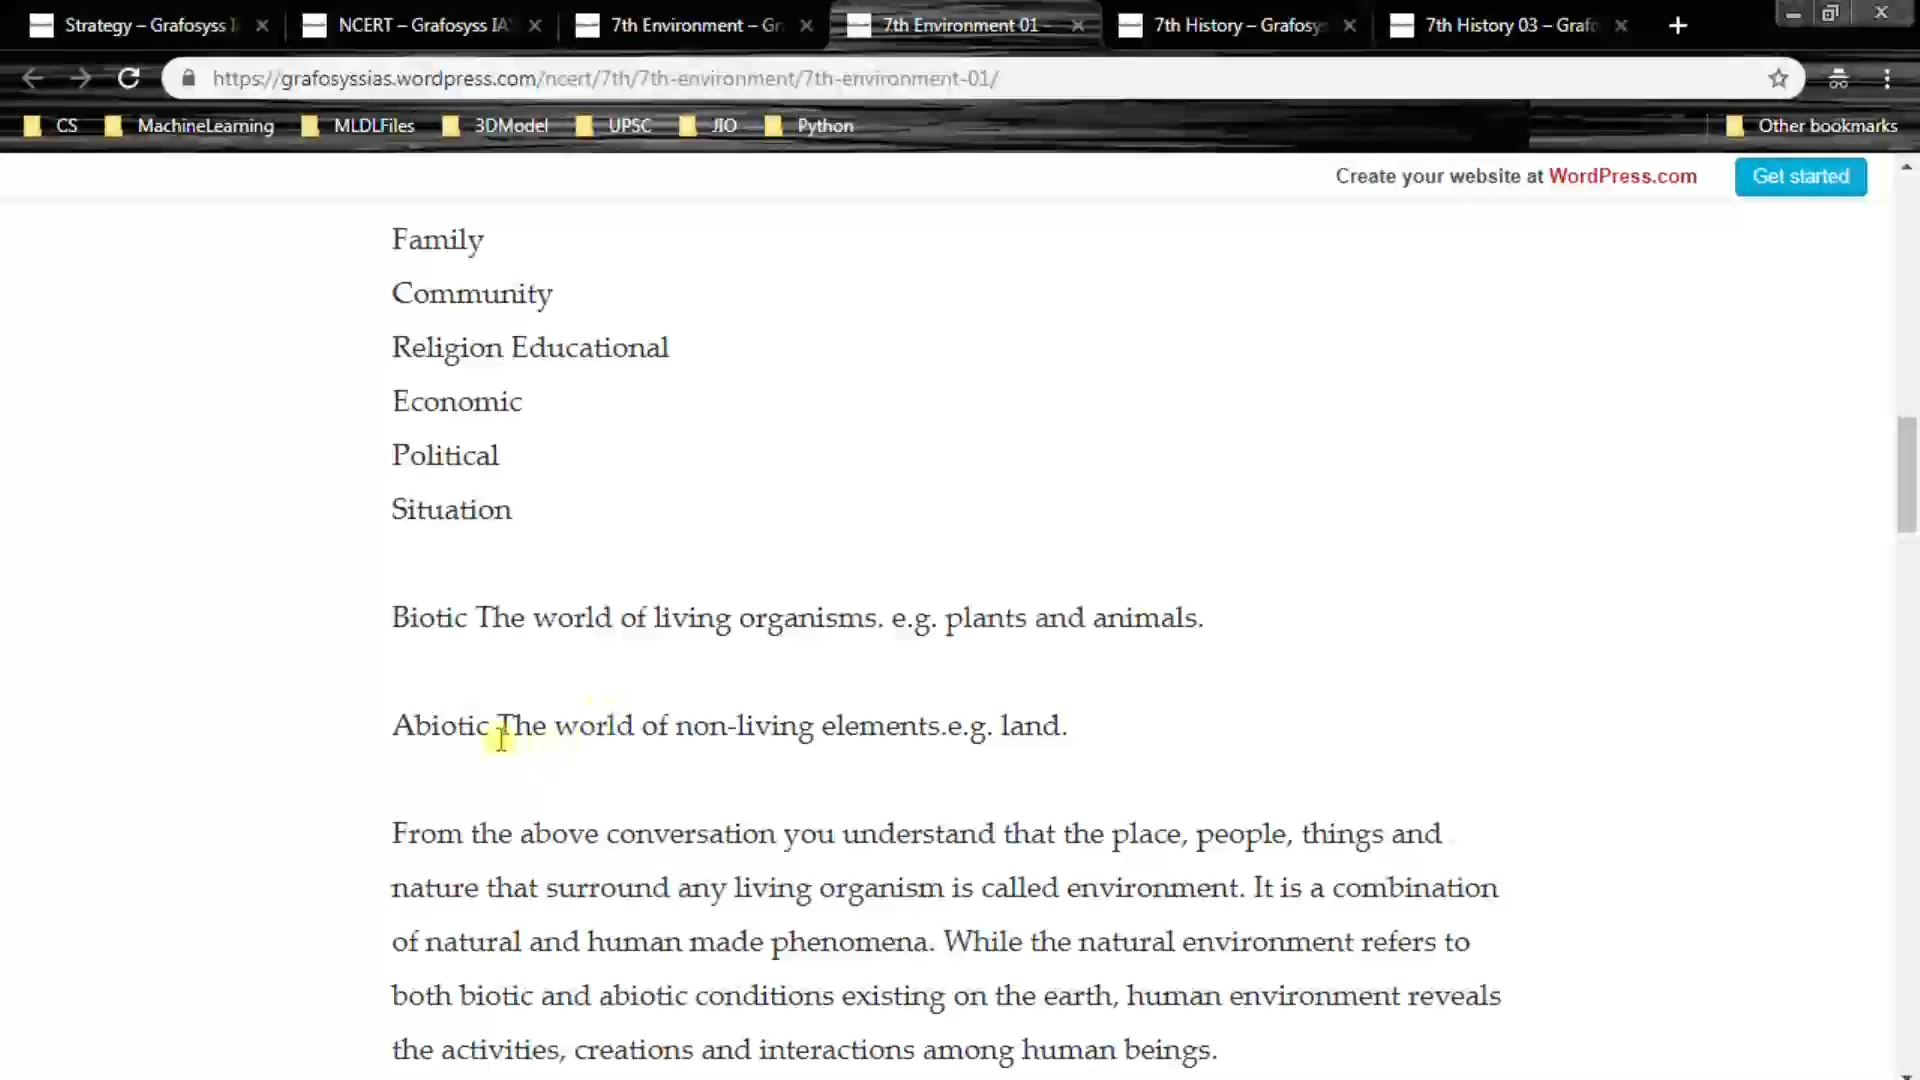 Strategy – Grafosyss I
NCERT – Grafosyss IA
7th Environment – Gr
7th Environment 01 –
7th History – Grafosy
7th History 03 – Grafo
https://grafosyssias.wordpress.com/ncert/7th/7th-environment/7th-environment-01/
CS
MachineLearning
MLDLFiles
3DModel
UPSC
JIO
Python
Other bookmarks
Create your website at WordPress.com
Get started
Family
Community
Religion Educational
Economic
Political
Situation
Biotic The world of living organisms. e.g. plants and animals.
Abiotic The world of non-living elements.e.g. land.
From the above conversation you understand that the place, people, things and
nature that surround any living organism is called environment. It is a combination
of natural and human made phenomena. While the natural environment refers to
both biotic and abiotic conditions existing on the earth, human environment reveals
the activities, creations and interactions among human beings.